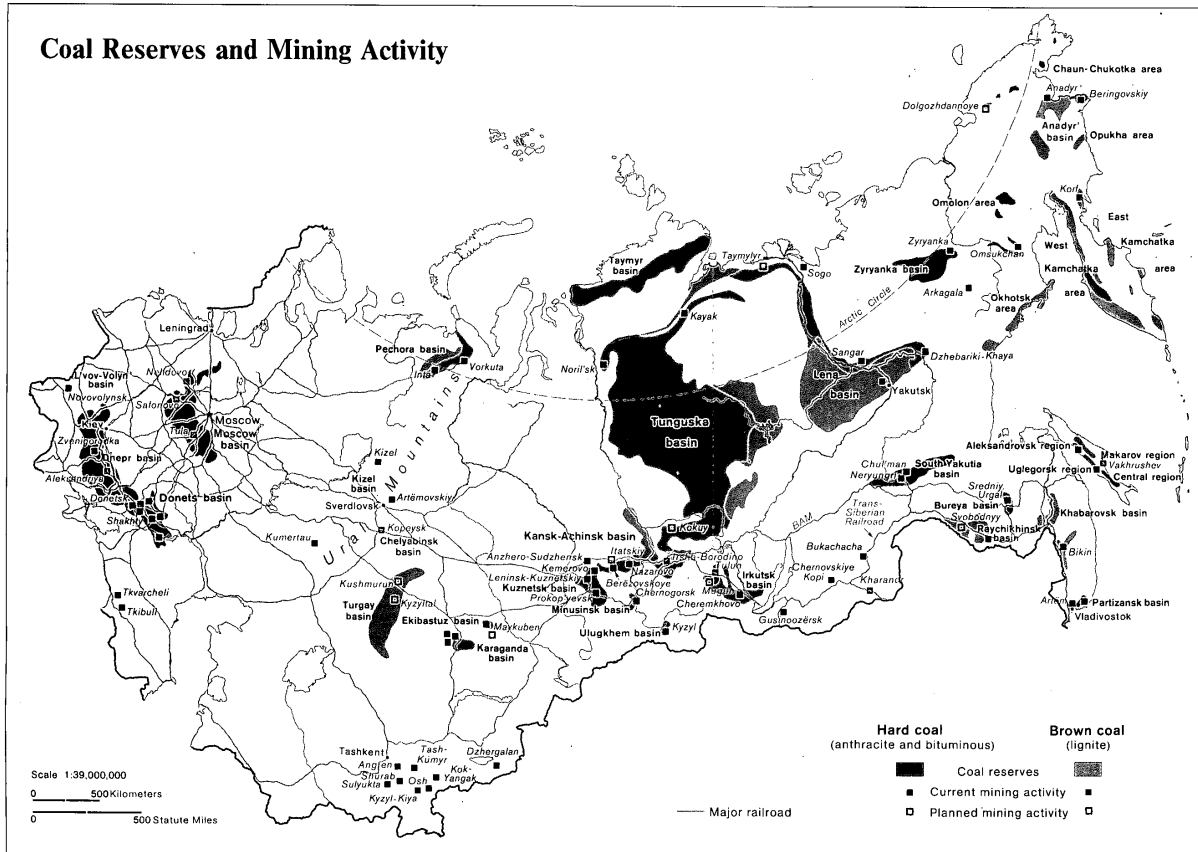 Coal Reserves and Mining Activity
Chaun-Chukotka area
Anadyr'
Beringovskiy
Dolgozhdannoye
Anadyr'
basin
Opukha area
Korf
Omolon area
East
Kamchatka
area
West
Kamchatka
area
Zyryanka
Omsukchan
Zyryanka basin
Arkagala
Okhotsk
area
Taymyr
basin
Taymylyr
Sogo
Kayak
Arctic Circle
Noril'sk
Sangar
Dzhebariki-Khaya
Lena
basin
Yakutsk
Tunguska
basin
Leningrad
Pechora basin
Vorkuta
Inta
L'vov-Volyn'
basin
Novovolynsk
Nelidovo
Safonovo
Kiev
Moscow
Moscow
basin
Tula
Zvenigorodka
Dnepr basin
Aleksandriya
Donetsk
Donets basin
Shakhty
Ural Mountains
Kizel
Kizel
basin
Artëmovskiy
Sverdlovsk
Kopeysk
Chelyabinsk
basin
Kumertau
Tkvarcheli
Tkibuli
Kushmurun
Kyzyltal
Turgay
basin
Ekibastuz basin
Maykuben
Karaganda
basin
Kansk-Achinsk basin
Kokuy
Anzhero-Sudzhensk
Itatskiy
Irsha-Borodino
Kemerovo
Nazarovo
Tulun
Leninsk-Kuznetskiy
Berëzovskoye
Kuznetsk basin
Chernogorsk
Mugun
Irkutsk
basin
Prokop'yevsk
Minusinsk basin
Cheremkhovo
Ulugkhem basin
Kyzyl
Gusinoozërsk
Trans-
Siberian
Railroad
BAM
Bukachacha
Chernovskiye
Kopi
Kharanor
Chul'man
South Yakutia
basin
Neryungri
Aleksandrovsk region
Makarov region
Vakhrushev
Uglegorsk region
Central region
Sredniy
Urgal
Bureya basin
Svobodnyy
Raychikhinsk
basin
Khabarovsk basin
Bikin
Artem
Partizansk basin
Vladivostok
Tashkent
Tash-
Kumyr
Dzhergalan
Angren
Kok-
Yangak
Shurab
Osh
Sulyukta
Kyzyl-Kiya
Scale 1:39,000,000
0 500 Kilometers
0 500 Statute Miles
Major railroad
Hard coal
(anthracite and bituminous)
Brown coal
(lignite)
Coal reserves
Current mining activity
Planned mining activity